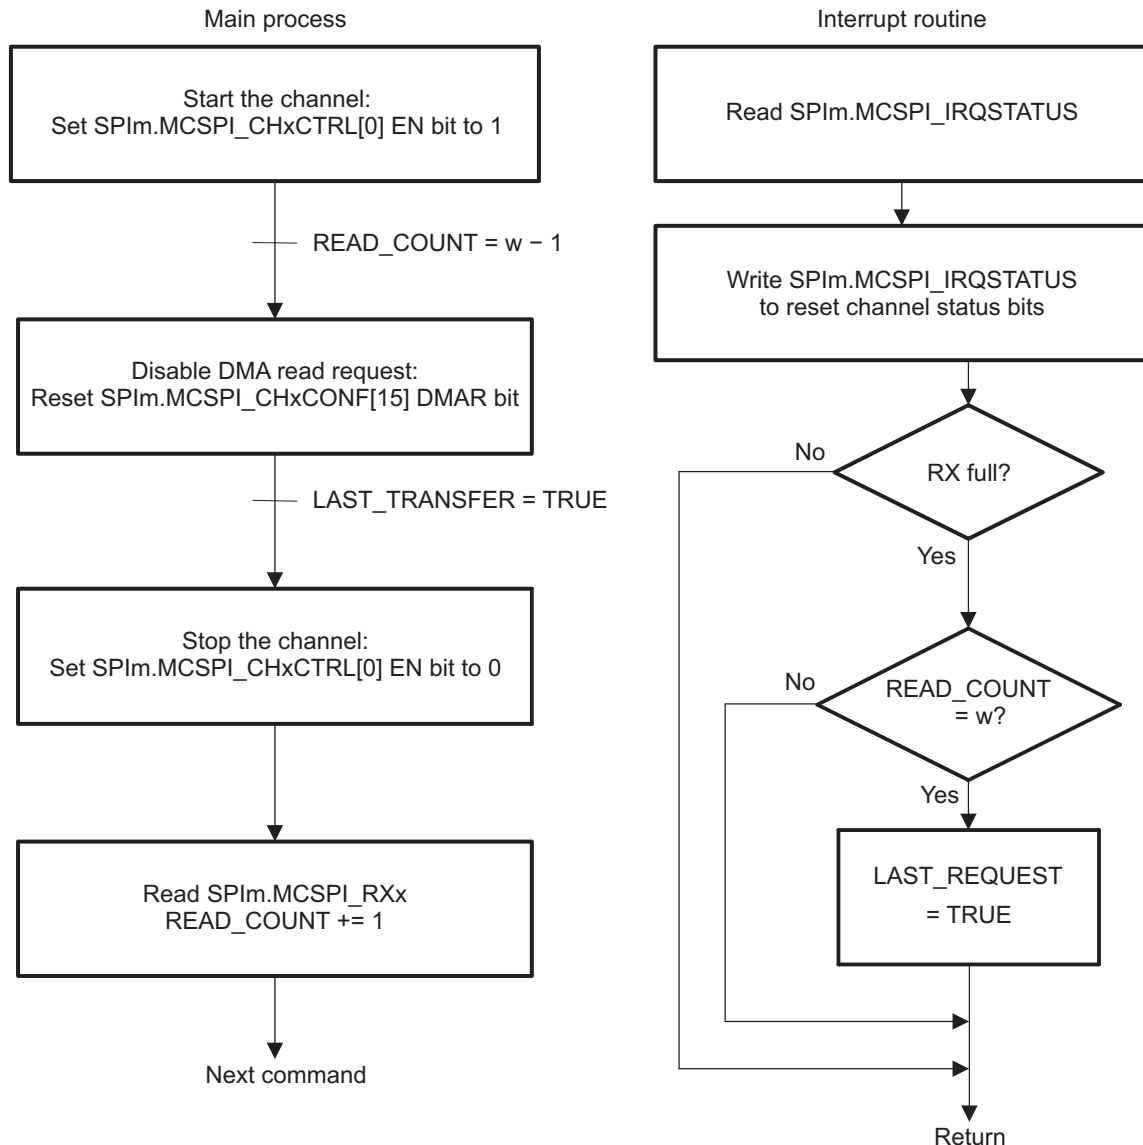 Main process
Start the channel:
Set SPIm.MCSPI_CHxCTRL[0] EN bit to 1
READ_COUNT = w − 1
Disable DMA read request:
Reset SPIm.MCSPI_CHxCONF[15] DMAR bit
LAST_TRANSFER = TRUE
Stop the channel:
Set SPIm.MCSPI_CHxCTRL[0] EN bit to 0
Read SPIm.MCSPI_RXx
READ_COUNT += 1
Next command
Interrupt routine
Read SPIm.MCSPI_IRQSTATUS
Write SPIm.MCSPI_IRQSTATUS
to reset channel status bits
No
RX full?
Yes
No
READ_COUNT
= w?
Yes
LAST_REQUEST
= TRUE
Return